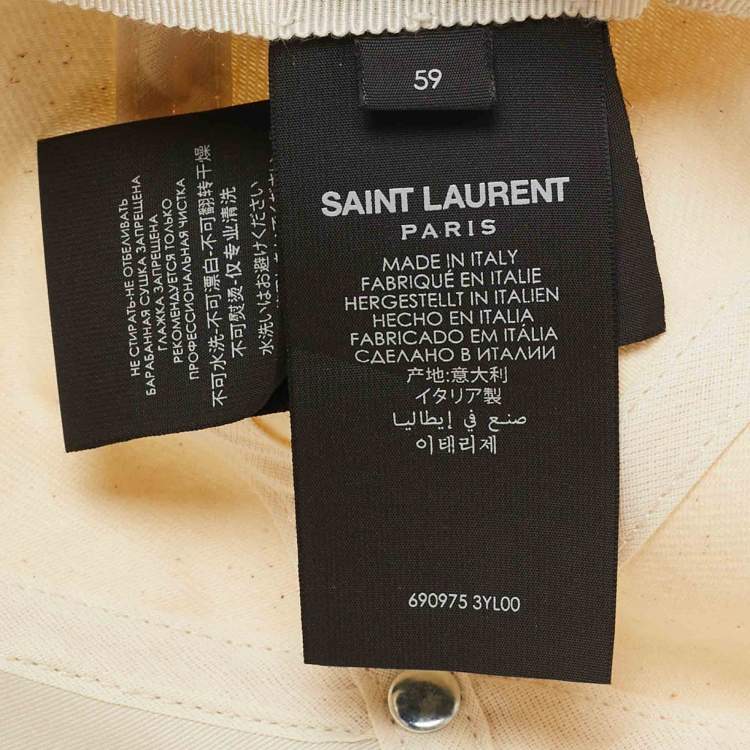 59
SAINT LAURENT
PARIS
MADE IN ITALY
FABRIQUÉ EN ITALIE
HERGESTELLT IN ITALIEN
HECHO EN ITALIA
FABRICADO EM ITÁLIA
СДЕЛАНО В ИТАЛИИ
产地:意大利
イタリア製
صنع في إيطاليا
이태리제
690975 3YL00
НЕ СТИРАТЬ-НЕ ОТБЕЛИВАТЬ
БАРАБАННАЯ СУШКА ЗАПРЕЩЕНА
ГЛАЖКА ЗАПРЕЩЕНА
РЕКОМЕНДУЕТСЯ ТОЛЬКО
ПРОФЕССИОНАЛЬНАЯ ЧИСТКА
不可水洗-不可漂白-不可翻转干燥
不可熨烫-仅专业清洗
水洗いはお避けください